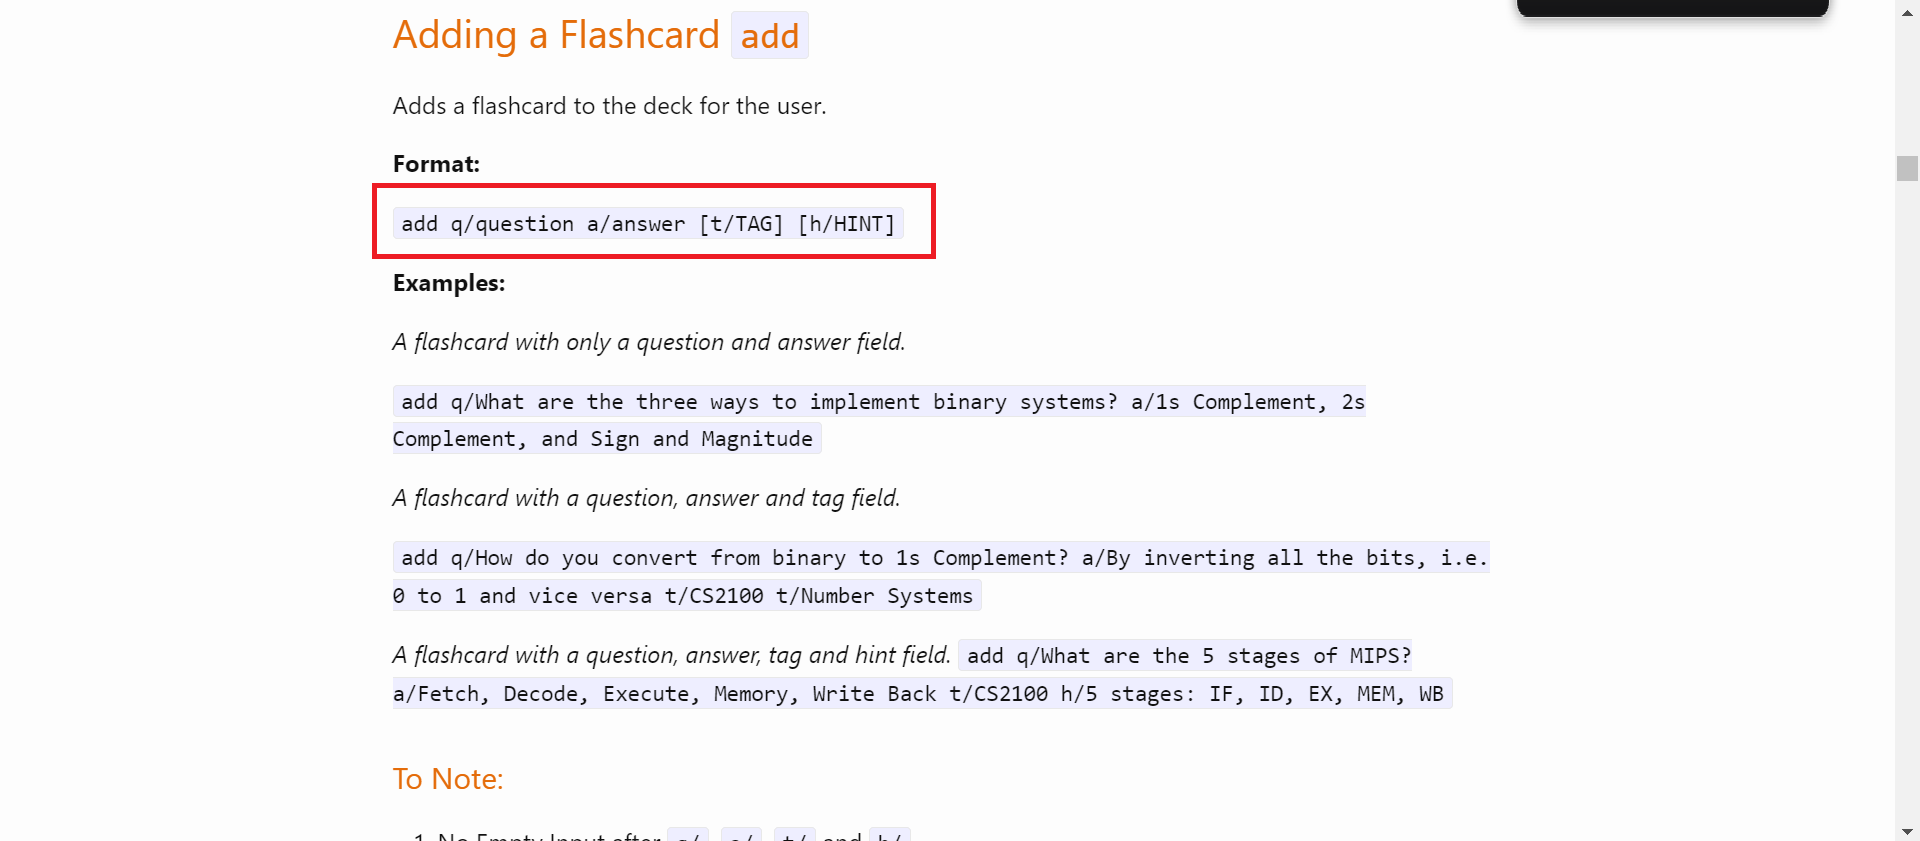 Adding a Flashcard add
Adds a flashcard to the deck for the user.
Format:
add q/question a/answer [t/TAG] [h/HINT]
Examples:
A flashcard with only a question and answer field.
add q/What are the three ways to implement binary systems? a/1s Complement, 2s
Complement, and Sign and Magnitude
A flashcard with a question, answer and tag field.
add q/How do you convert from binary to 1s Complement? a/By inverting all the bits, i.e.
0 to 1 and vice versa t/CS2100 t/Number Systems
A flashcard with a question, answer, tag and hint field. add q/What are the 5 stages of MIPS?
a/Fetch, Decode, Execute, Memory, Write Back t/CS2100 h/5 stages: IF, ID, EX, MEM, WB
To Note:
1. No Empty Input after q/ a/ t/ and h/